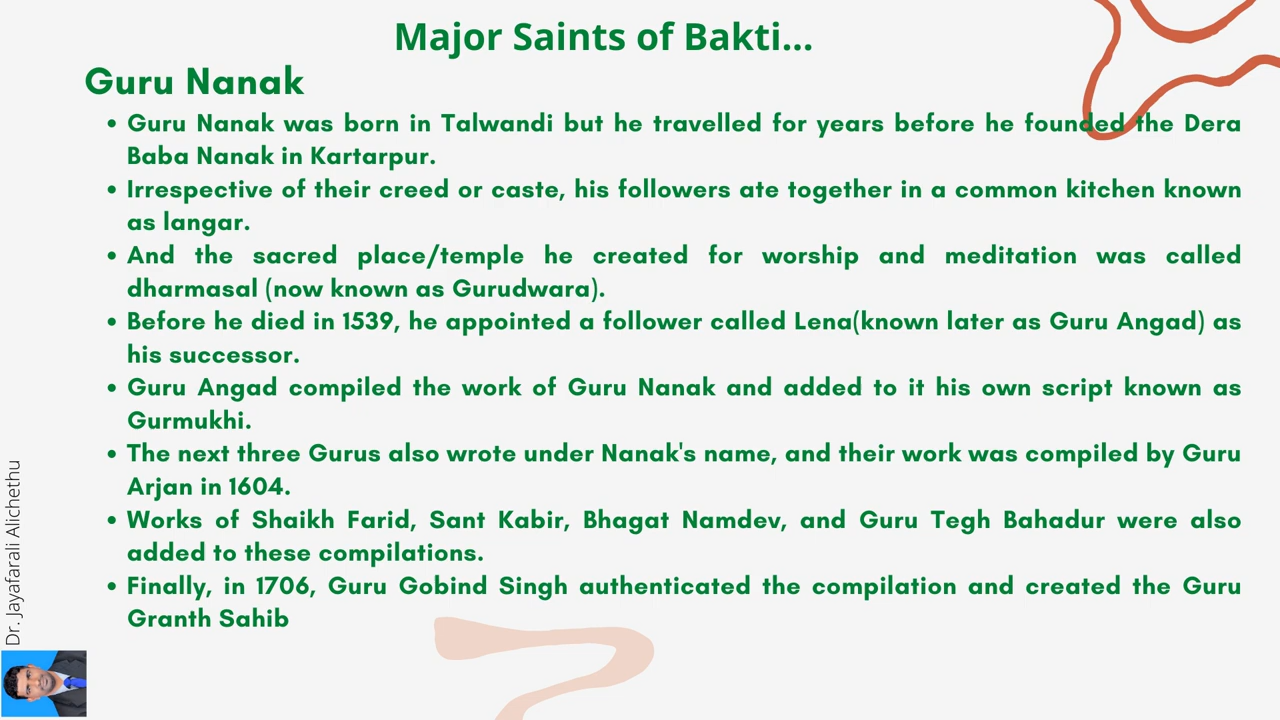 Major Saints of Bakti...
Guru Nanak
• Guru Nanak was born in Talwandi but he travelled for years before he founded the Dera
Baba Nanak in Kartarpur.
• Irrespective of their creed or caste, his followers ate together in a common kitchen known
as langar.
• And the sacred place/temple he created for worship and meditation was called
dharmasal (now known as Gurudwara).
• Before he died in 1539, he appointed a follower called Lena(known later as Guru Angad) as
his successor.
• Guru Angad compiled the work of Guru Nanak and added to it his own script known as
Gurmukhi.
• The next three Gurus also wrote under Nanak's name, and their work was compiled by Guru
Arjan in 1604.
• Works of Shaikh Farid, Sant Kabir, Bhagat Namdev, and Guru Tegh Bahadur were also
added to these compilations.
• Finally, in 1706, Guru Gobind Singh authenticated the compilation and created the Guru
Granth Sahib
Dr. Jayafarali Alichethu